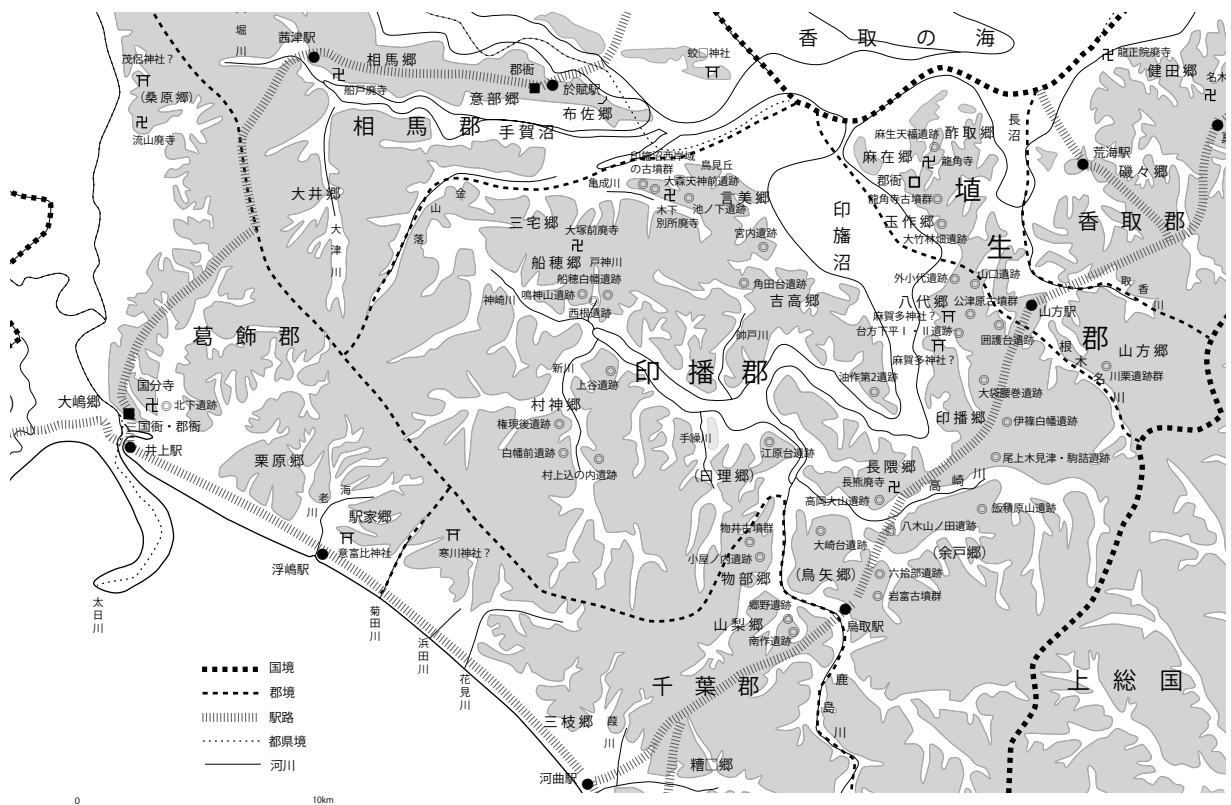 香取の海
堀川
茜津駅
茂侶神社?
(桑原郷)
流山廃寺
相馬郷
船戸廃寺
郡衙
意部郷
於賦駅
布佐郷
蛟□神社
相馬郡
手賀沼
龍正院廃寺
健田郷
名木
長沼
荒海駅
磯々郷
香取郡
麻生天福遺跡
酢取郷
麻在郷
龍角寺
郡衙
龍角寺古墳群
玉作郷
大竹林畑遺跡
埴生郡
印旛沼西岸域
の古墳群
鳥見丘
亀成川
大森天神前遺跡
言美郷
木下
別所廃寺
池ノ下遺跡
宮内遺跡
印旛沼
大井郷
大津川
金山落
三宅郷
大塚前廃寺
船穂郷
戸神川
船穂白幡遺跡
鳴神山遺跡
神崎川
西根遺跡
角田台遺跡
吉高郷
外小代遺跡
山口遺跡
八代郷
公津原古墳群
麻賀多神社?
台方下平Ⅰ・Ⅱ遺跡
麻賀多神社?
囲護台遺跡
山方駅
取香川
根木名川
山方郷
川栗遺跡群
葛飾郡
国分寺
北下遺跡
大嶋郷
国衙・郡衙
井上駅
新川
上谷遺跡
印播郡
師戸川
油作第2遺跡
大袋腰巻遺跡
印播郷
伊篠白幡遺跡
村神郷
権現後遺跡
白幡前遺跡
村上込の内遺跡
手繰川
江原台遺跡
(日理郷)
長隈郷
長熊廃寺
高崎川
高岡大山遺跡
尾上木見津・駒詰遺跡
飯積原山遺跡
栗原郷
海老川
駅家郷
意富比神社
寒川神社?
浮嶋駅
物井古墳群
小屋ノ内遺跡
物部郷
大崎台遺跡
八木山ノ田遺跡
(余戸郷)
(鳥矢郷)
六拾部遺跡
岩富古墳群
太日川
菊田川
浜田川
花見川
郷野遺跡
山梨郷
南作遺跡
鳥取駅
鹿島川
千葉郡
上総国
三枝郷
葭川
糟□郷
河曲駅
国境
郡境
駅路
都県境
河川
0
10km